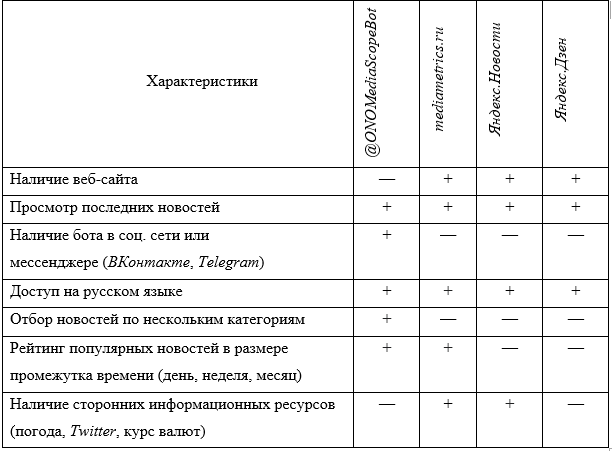 Характеристики @ONOMediaScopeBot mediametrics.ru Яндекс.Новости Яндекс.Дзен
Наличие веб-сайта — + + +
Просмотр последних новостей + + + +
Наличие бота в соц. сети или
мессенджере (ВКонтакте, Telegram) + — — —
Доступ на русском языке + + + +
Отбор новостей по нескольким категориям + — — —
Рейтинг популярных новостей в размере + + — —
промежутка времени (день, неделя, месяц)
Наличие сторонних информационных ресурсов — + + —
(погода, Twitter, курс валют)